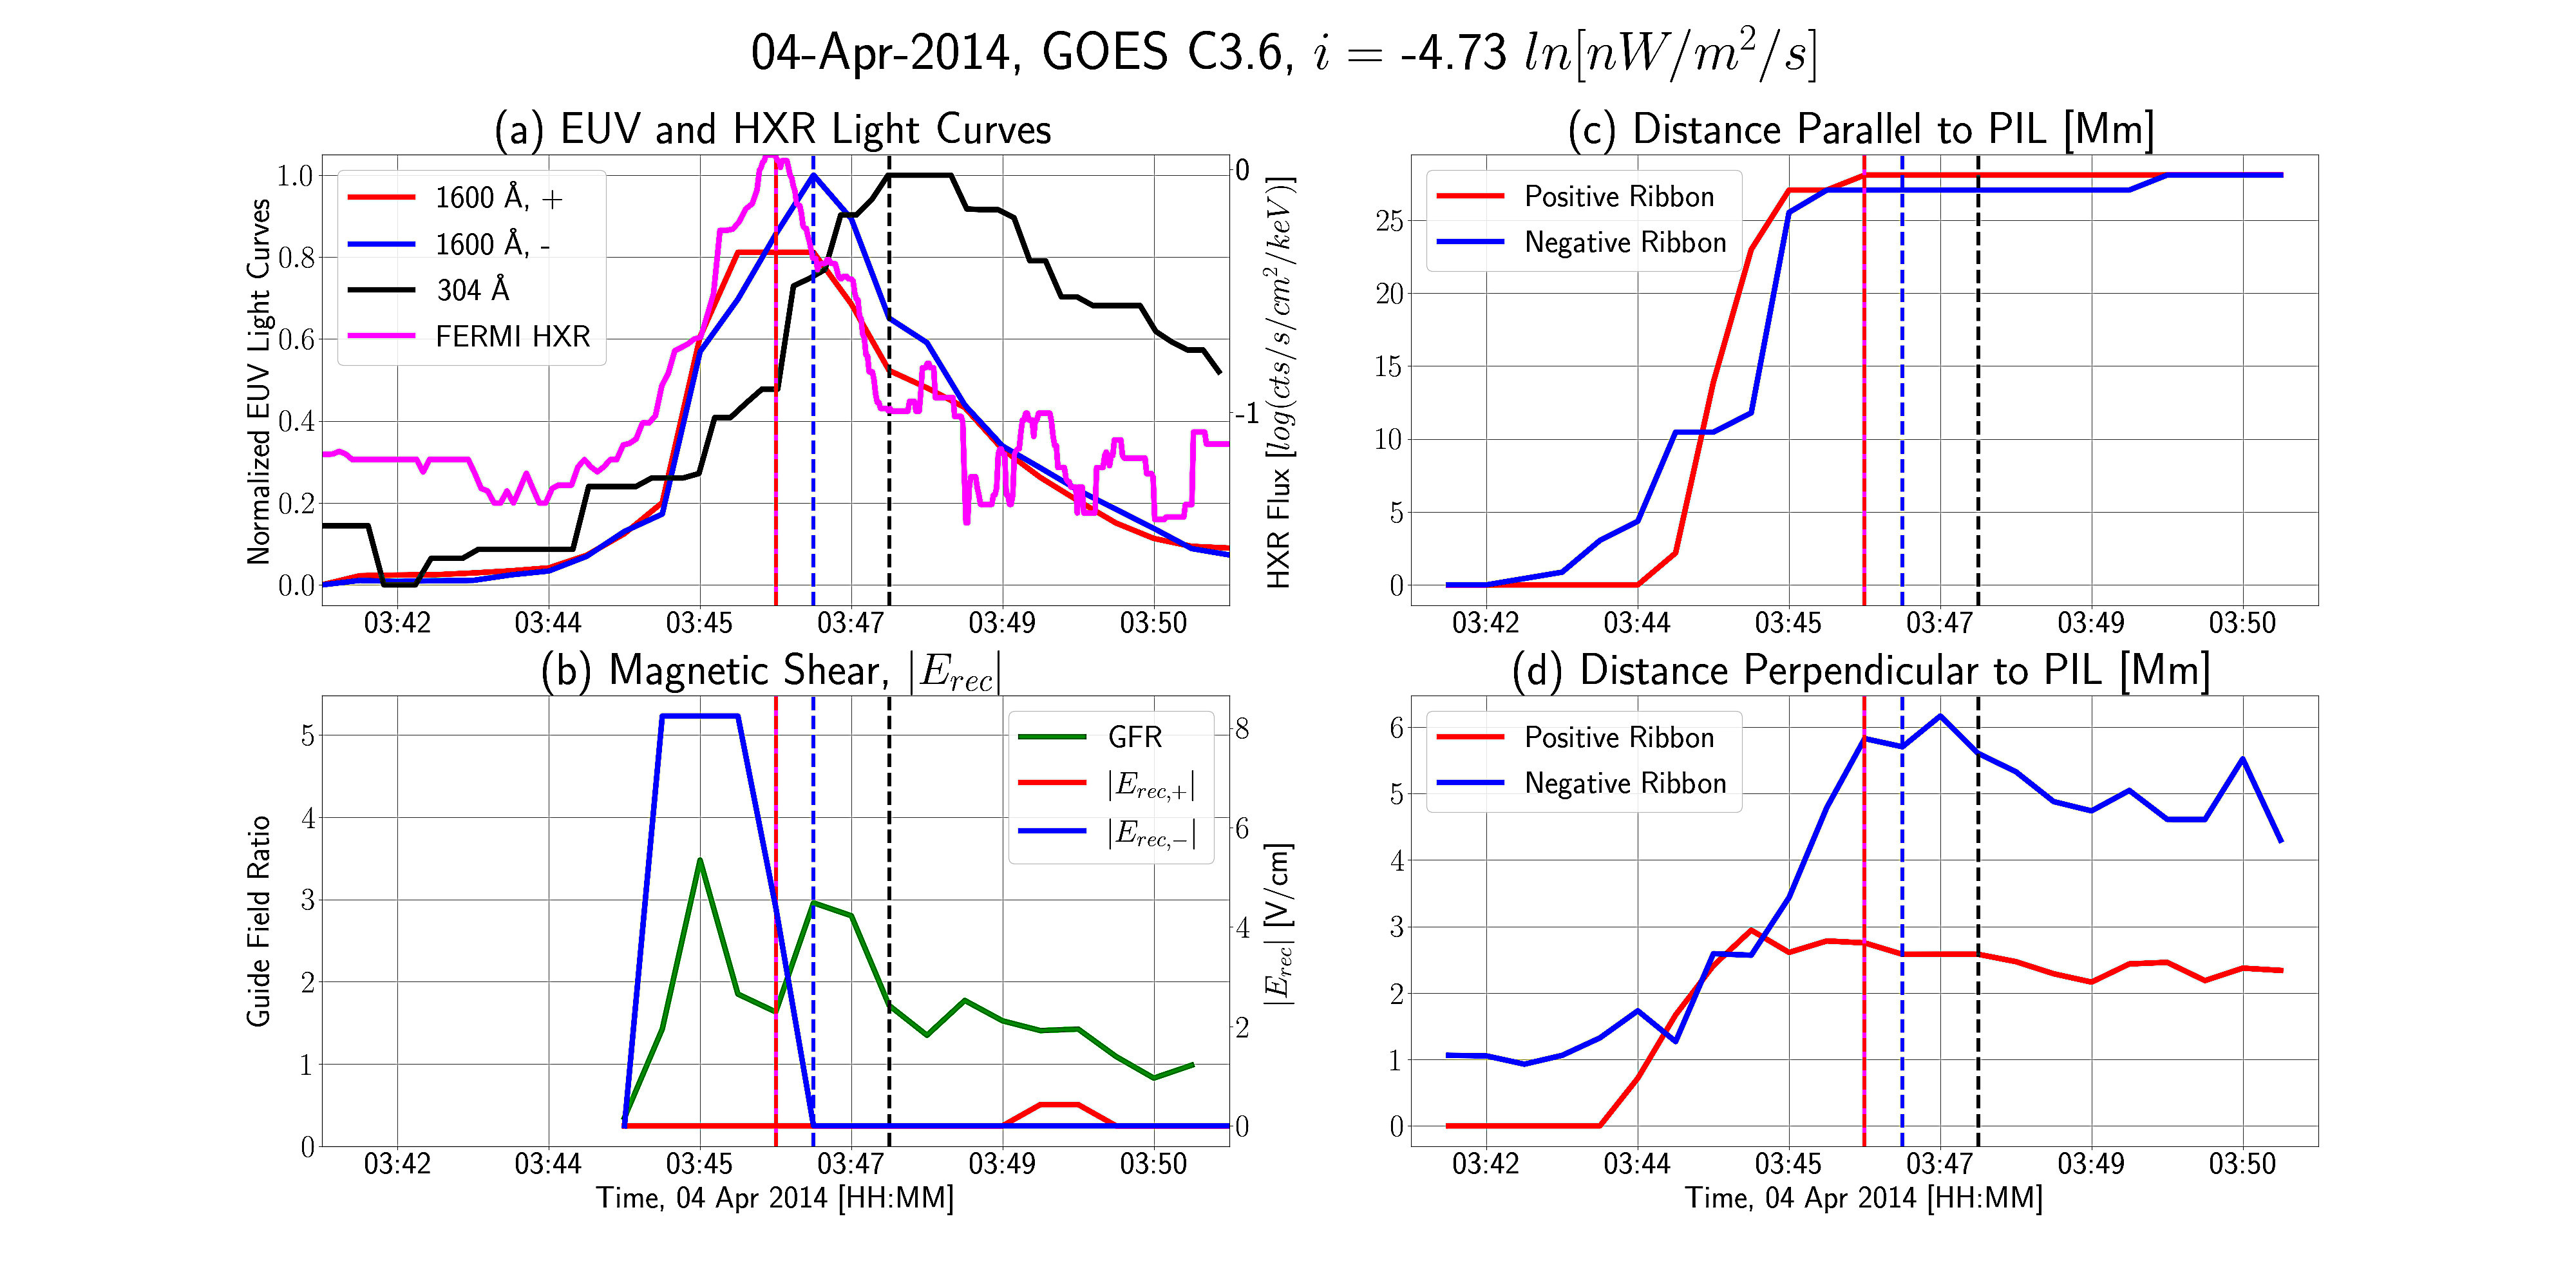 04-Apr-2014, GOES C3.6, i = -4.73 ln[nW/m²/s]
(a) EUV and HXR Light Curves
Normalized EUV Light Curves
1.0
0.8
0.6
0.4
0.2
0.0
1600 Å, +
1600 Å, -
304 Å
FERMI HXR
0
-1
HXR Flux [log(cts/s/cm²/keV)]
03:42 03:44 03:45 03:47 03:49 03:50
(c) Distance Parallel to PIL [Mm]
25
20
15
10
5
0
Positive Ribbon
Negative Ribbon
03:42 03:44 03:45 03:47 03:49 03:50
(b) Magnetic Shear, |E_rec|
Guide Field Ratio
5
4
3
2
1
0
GFR
|E_rec,+|
|E_rec,−|
8
6
4
2
0
|E_rec| [V/cm]
03:42 03:44 03:45 03:47 03:49 03:50
Time, 04 Apr 2014 [HH:MM]
(d) Distance Perpendicular to PIL [Mm]
6
5
4
3
2
1
0
Positive Ribbon
Negative Ribbon
03:42 03:44 03:45 03:47 03:49 03:50
Time, 04 Apr 2014 [HH:MM]